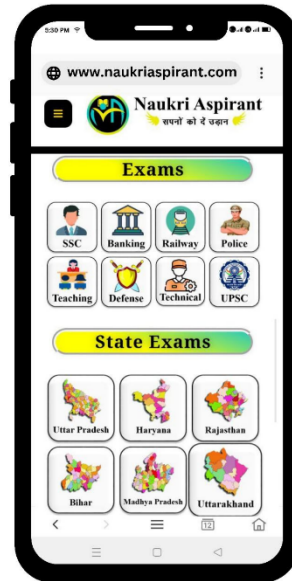 5:30 PM
www.naukriaspirant.com
Naukri Aspirant
सपनों को दें उड़ान
Exams
SSC Banking Railway Police
Teaching Defense Technical UPSC
State Exams
Uttar Pradesh Haryana Rajasthan
Bihar Madhya Pradesh Uttarakhand
12